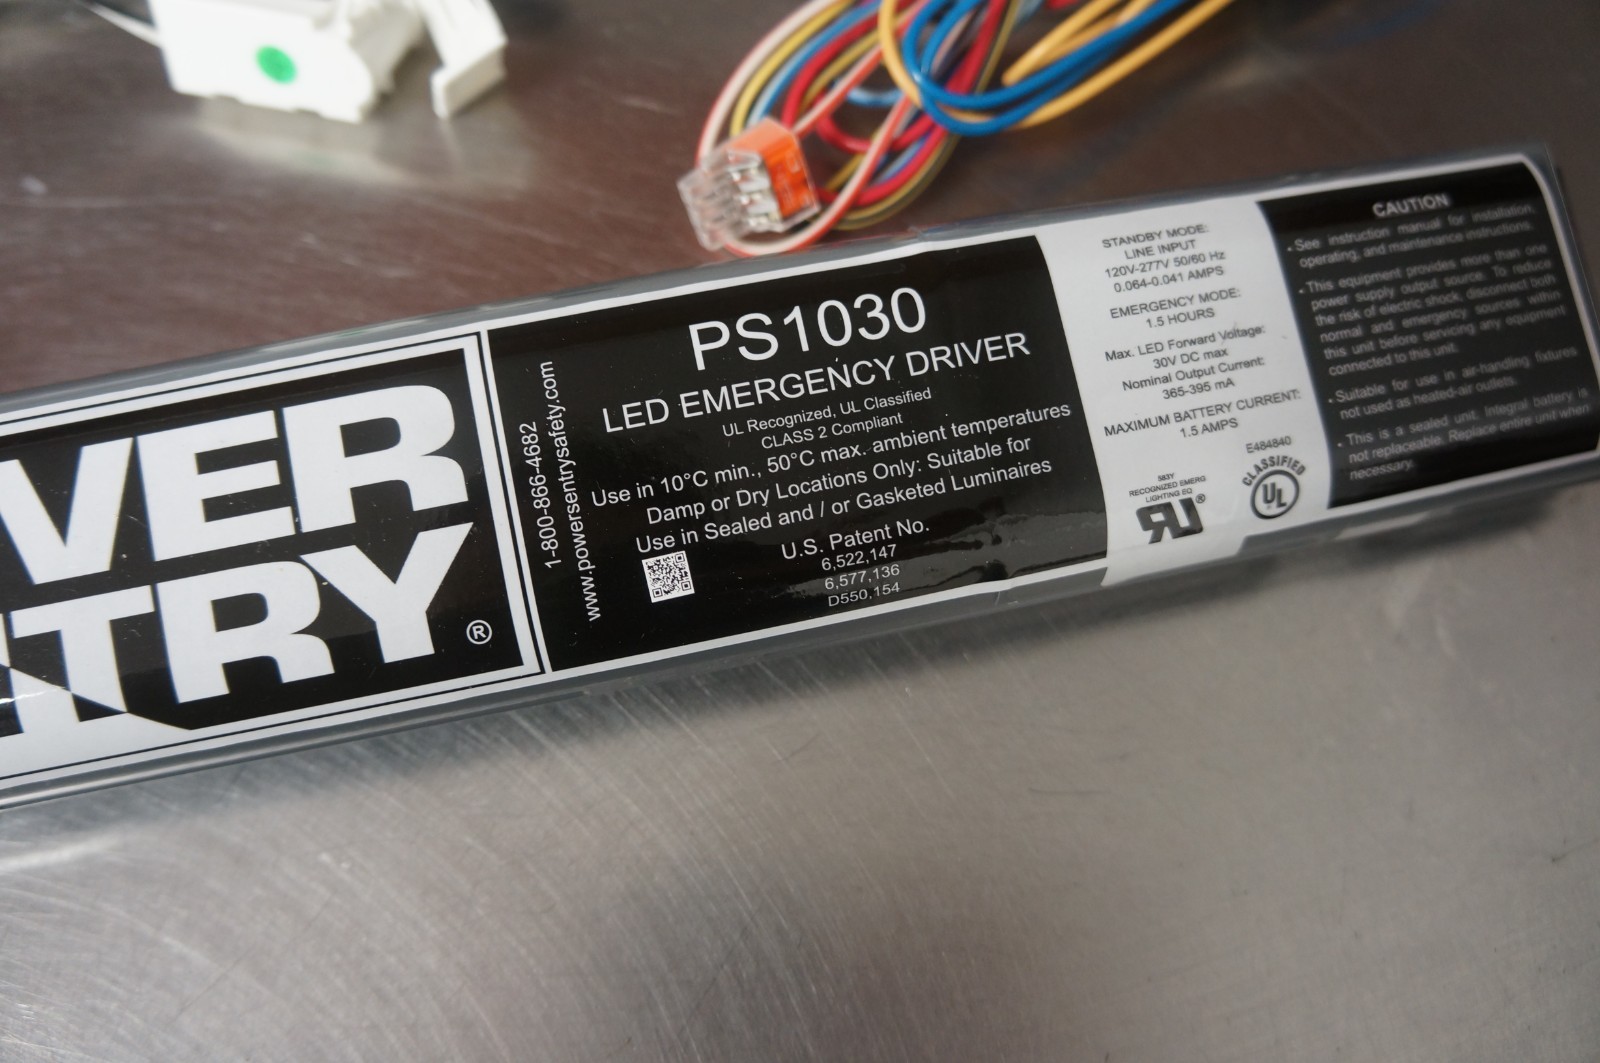 VER
TRY®
1-800-866-4682
www.powersentrysafety.com
PS1030
LED EMERGENCY DRIVER
UL Recognized, UL Classified
CLASS 2 Compliant
Use in 10°C min., 50°C max. ambient temperatures
Damp or Dry Locations Only: Suitable for
Use in Sealed and / or Gasketed Luminaires
U.S. Patent No.
6,522,147
6,577,136
D550,154
STANDBY MODE:
LINE INPUT
120V-277V 50/60 Hz
0.064-0.041 AMPS
EMERGENCY MODE:
1.5 HOURS
Max. LED Forward Voltage:
30V DC max
Nominal Output Current:
365-395 mA
MAXIMUM BATTERY CURRENT:
1.5 AMPS
583Y
RECOGNIZED EMERG
LIGHTING EQ.
RU®
E484840
CLASSIFIED
UL
CAUTION
• See instruction manual for installation,
operating, and maintenance instructions.
• This equipment provides more than one
power supply output source. To reduce
the risk of electric shock, disconnect both
normal and emergency sources within
this unit before servicing any equipment
connected to this unit.
• Suitable for use in air-handling fixtures
not used as heated-air outlets.
• This is a sealed unit. Integral battery is
not replaceable. Replace entire unit when
necessary.